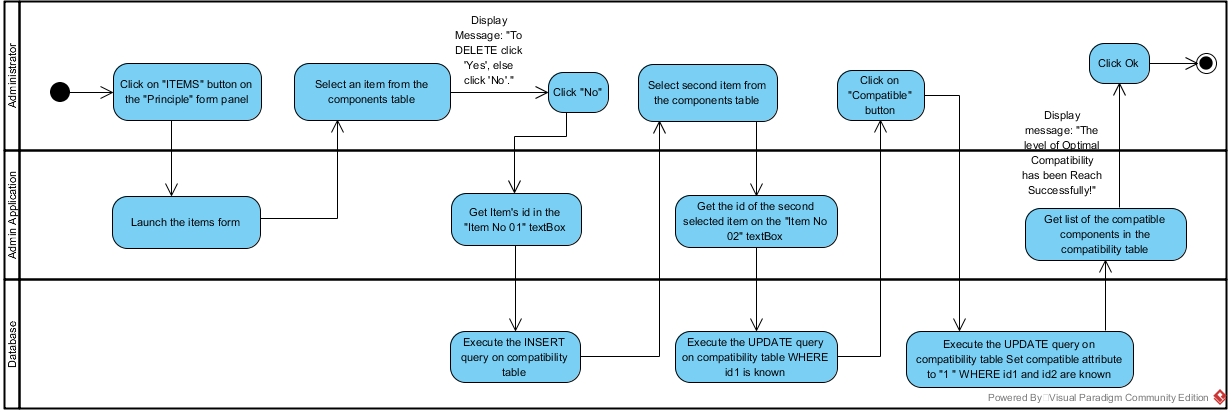 Administrator
Click on "ITEMS" button on
the "Principle" form panel
Select an item from the
components table
Display
Message: "To
DELETE click
'Yes', else
click 'No'."
Click "No"
Select second item from
the components table
Click on
"Compatible"
button
Click Ok
Display
message: "The
level of Optimal
Compatibility
has been Reach
Successfully!"
Admin Application
Launch the items form
Get Item's id in the
"Item No 01" textBox
Get the id of the second
selected item on the "Item No
02" textBox
Get list of the compatible
components in the
compatibility table
Database
Execute the INSERT
query on compatibility
table
Execute the UPDATE query
on compatibility table WHERE
id1 is known
Execute the UPDATE query on
compatibility table Set compatible attribute
to "1 " WHERE id1 and id2 are known
Powered By Visual Paradigm Community Edition